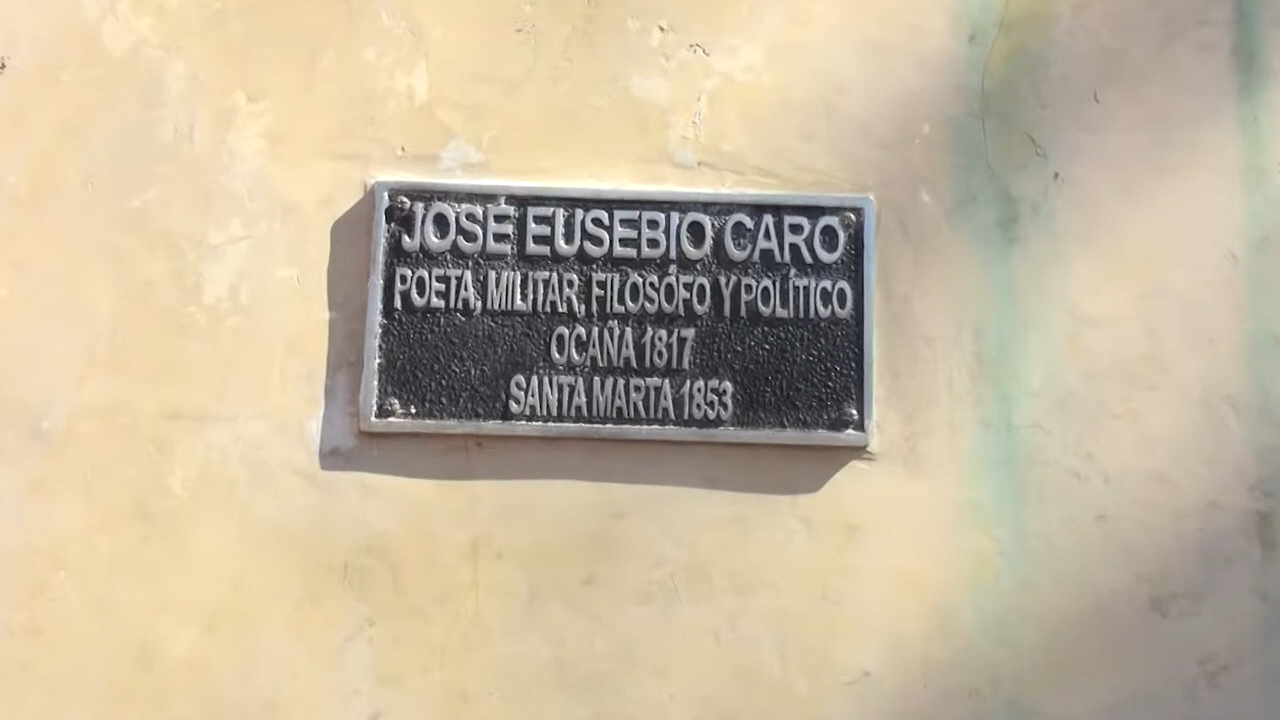 JOSÉ EUSEBIO CARO
POETA, MILITAR, FILOSÓFO Y POLÍTICO
OCAÑA 1817
SANTA MARTA 1853